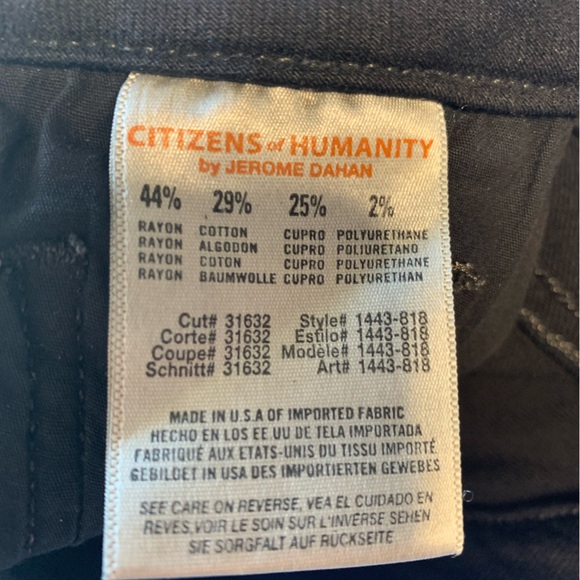 CITIZENS of HUMANITY
by JEROME DAHAN
44% 29% 25% 2%
RAYON COTTON CUPRO POLYURETHANE
RAYON ALGODON CUPRO POLIURETANO
RAYON COTON CUPRO POLYURETHANE
RAYON BAUMWOLLE CUPRO POLYURETHAN
Cut# 31632 Style# 1443-818
Corte# 31632 Estilo# 1443-818
Coupe# 31632 Modèle# 1443-818
Schnitt# 31632 Art# 1443-818
MADE IN U.S.A OF IMPORTED FABRIC
HECHO EN LOS EE.UU DE TELA IMPORTADA
FABRIQUÉ AUX ETATS-UNIS DU TISSU IMPORTÉ
GEBILDET IN USA DES IMPORTIERTEN GEWEBES
SEE CARE ON REVERSE, VEA EL CUIDADO EN
REVES, VOIR LE SOIN SUR L'INVERSE, SEHEN
SIE SORGFALT AUF RÜCKSEITE